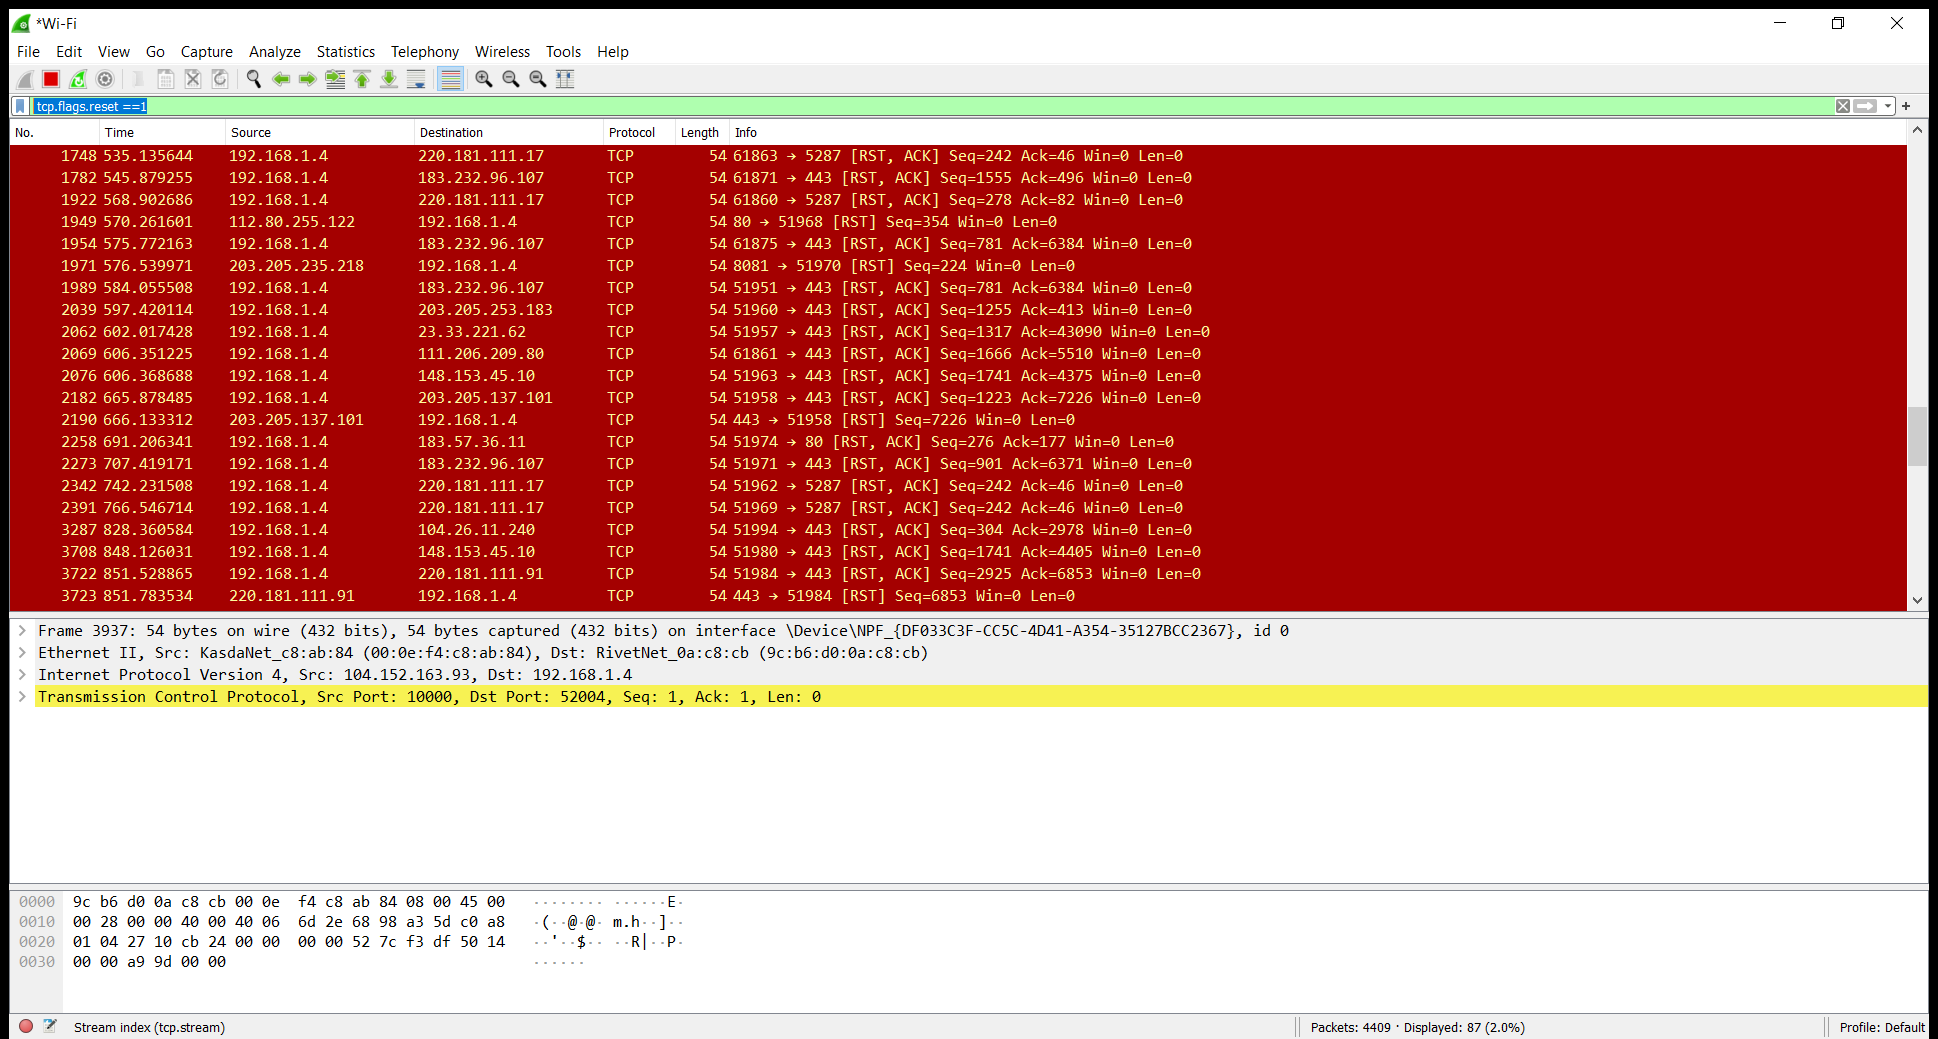 *Wi-Fi
File Edit View Go Capture Analyze Statistics Telephony Wireless Tools Help
tcp.flags.reset ==1
No. Time Source Destination Protocol Length Info
1748 535.135644 192.168.1.4 220.181.111.17 TCP 54 61863 → 5287 [RST, ACK] Seq=242 Ack=46 Win=0 Len=0
1782 545.879255 192.168.1.4 183.232.96.107 TCP 54 61871 → 443 [RST, ACK] Seq=1555 Ack=496 Win=0 Len=0
1922 568.902686 192.168.1.4 220.181.111.17 TCP 54 61860 → 5287 [RST, ACK] Seq=278 Ack=82 Win=0 Len=0
1949 570.261601 112.80.255.122 192.168.1.4 TCP 54 80 → 51968 [RST] Seq=354 Win=0 Len=0
1954 575.772163 192.168.1.4 183.232.96.107 TCP 54 61875 → 443 [RST, ACK] Seq=781 Ack=6384 Win=0 Len=0
1971 576.539971 203.205.235.218 192.168.1.4 TCP 54 8081 → 51970 [RST] Seq=224 Win=0 Len=0
1989 584.055508 192.168.1.4 183.232.96.107 TCP 54 51951 → 443 [RST, ACK] Seq=781 Ack=6384 Win=0 Len=0
2039 597.420114 192.168.1.4 203.205.253.183 TCP 54 51960 → 443 [RST, ACK] Seq=1255 Ack=413 Win=0 Len=0
2062 602.017428 192.168.1.4 23.33.221.62 TCP 54 51957 → 443 [RST, ACK] Seq=1317 Ack=43090 Win=0 Len=0
2069 606.351225 192.168.1.4 111.206.209.80 TCP 54 61861 → 443 [RST, ACK] Seq=1666 Ack=5510 Win=0 Len=0
2076 606.368688 192.168.1.4 148.153.45.10 TCP 54 51963 → 443 [RST, ACK] Seq=1741 Ack=4375 Win=0 Len=0
2182 665.878485 192.168.1.4 203.205.137.101 TCP 54 51958 → 443 [RST, ACK] Seq=1223 Ack=7226 Win=0 Len=0
2190 666.133312 203.205.137.101 192.168.1.4 TCP 54 443 → 51958 [RST] Seq=7226 Win=0 Len=0
2258 691.206341 192.168.1.4 183.57.36.11 TCP 54 51974 → 80 [RST, ACK] Seq=276 Ack=177 Win=0 Len=0
2273 707.419171 192.168.1.4 183.232.96.107 TCP 54 51971 → 443 [RST, ACK] Seq=901 Ack=6371 Win=0 Len=0
2342 742.231508 192.168.1.4 220.181.111.17 TCP 54 51962 → 5287 [RST, ACK] Seq=242 Ack=46 Win=0 Len=0
2391 766.546714 192.168.1.4 220.181.111.17 TCP 54 51969 → 5287 [RST, ACK] Seq=242 Ack=46 Win=0 Len=0
3287 828.360584 192.168.1.4 104.26.11.240 TCP 54 51994 → 443 [RST, ACK] Seq=304 Ack=2978 Win=0 Len=0
3708 848.126031 192.168.1.4 148.153.45.10 TCP 54 51980 → 443 [RST, ACK] Seq=1741 Ack=4405 Win=0 Len=0
3722 851.528865 192.168.1.4 220.181.111.91 TCP 54 51984 → 443 [RST, ACK] Seq=2925 Ack=6853 Win=0 Len=0
3723 851.783534 220.181.111.91 192.168.1.4 TCP 54 443 → 51984 [RST] Seq=6853 Win=0 Len=0
Frame 3937: 54 bytes on wire (432 bits), 54 bytes captured (432 bits) on interface \Device\NPF_{DF033C3F-CC5C-4D41-A354-35127BCC2367}, id 0
Ethernet II, Src: KasdaNet_c8:ab:84 (00:0e:f4:c8:ab:84), Dst: RivetNet_0a:c8:cb (9c:b6:d0:0a:c8:cb)
Internet Protocol Version 4, Src: 104.152.163.93, Dst: 192.168.1.4
Transmission Control Protocol, Src Port: 10000, Dst Port: 52004, Seq: 1, Ack: 1, Len: 0
0000 9c b6 d0 0a c8 cb 00 0e f4 c8 ab 84 08 00 45 00 ········ ······E·
0010 00 28 00 00 40 00 40 06 6d 2e 68 98 a3 5d c0 a8 ·(··@·@· m.h··]··
0020 01 04 27 10 cb 24 00 00 00 00 52 7c f3 df 50 14 ··'··$·· ··R|··P·
0030 00 00 a9 9d 00 00 ······
Stream index (tcp.stream) Packets: 4409 · Displayed: 87 (2.0%) Profile: Default